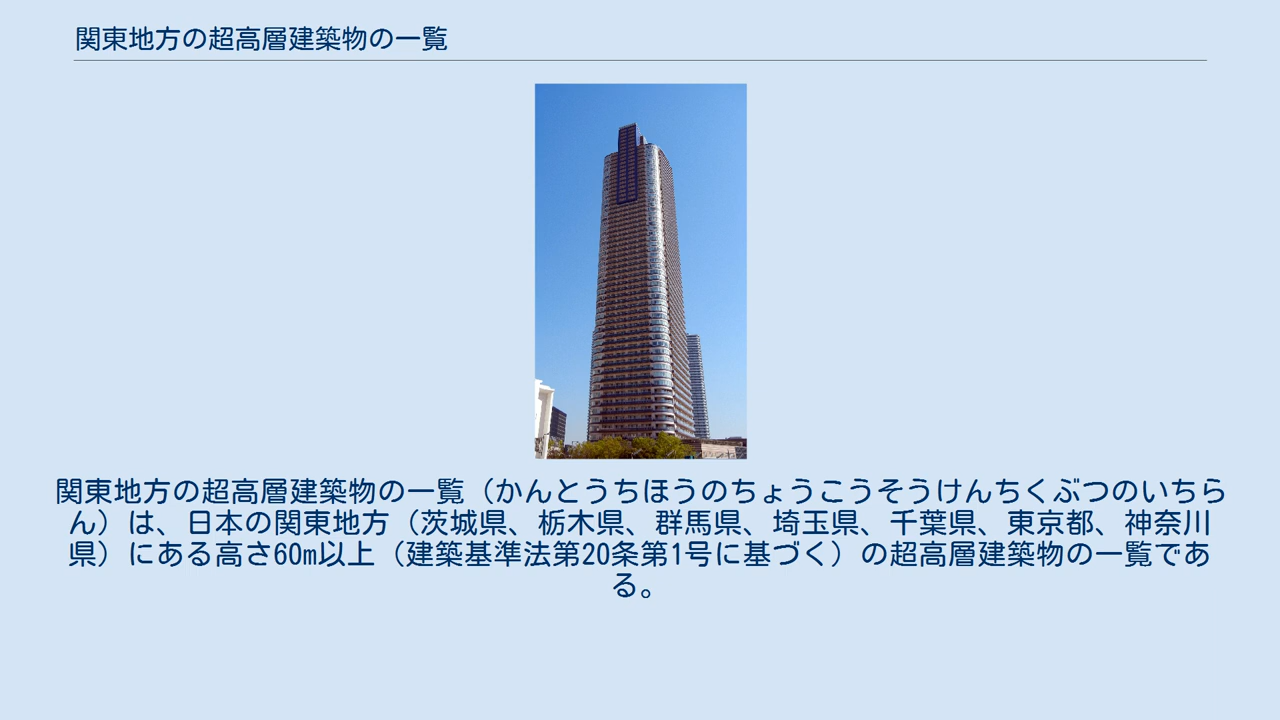 関東地方の超高層建築物の一覧
関東地方の超高層建築物の一覧（かんとうちほうのちょうこうそうけんちくぶつのいちら
ん）は、日本の関東地方（茨城県、栃木県、群馬県、埼玉県、千葉県、東京都、神奈川
県）にある高さ60m以上（建築基準法第20条第1号に基づく）の超高層建築物の一覧であ
る。